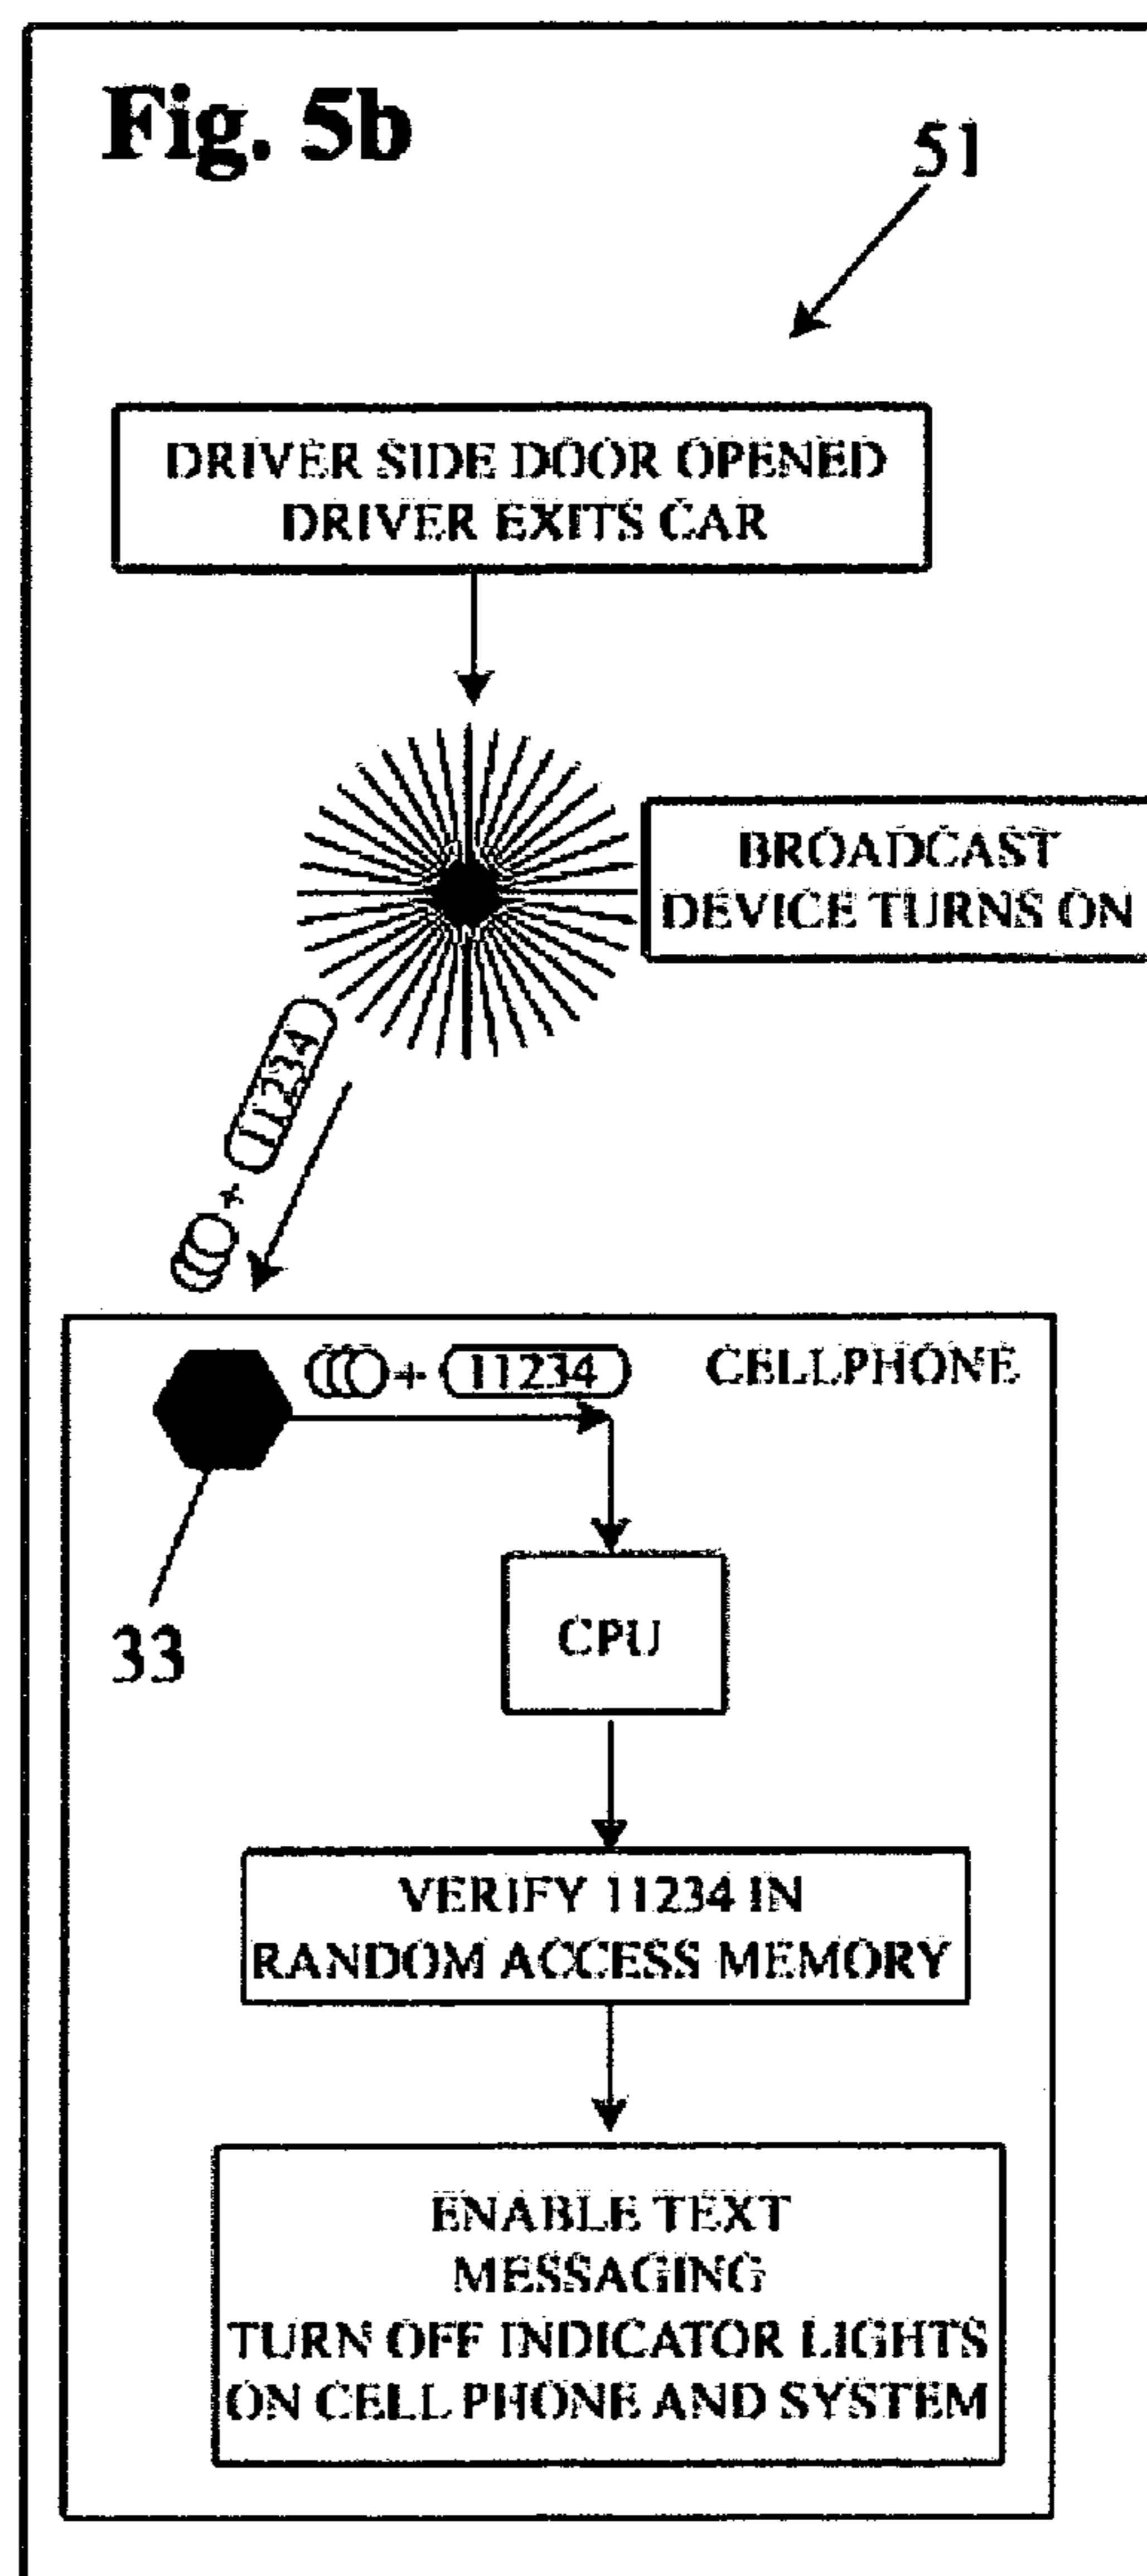 Fig. 5b
51
DRIVER SIDE DOOR OPENED
DRIVER EXITS CAR
BROADCAST
DEVICE TURNS ON
+ 11234
+ 11234
CELLPHONE
33
CPU
VERIFY 11234 IN
RANDOM ACCESS MEMORY
ENABLE TEXT
MESSAGING
TURN OFF INDICATOR LIGHTS
ON CELL PHONE AND SYSTEM